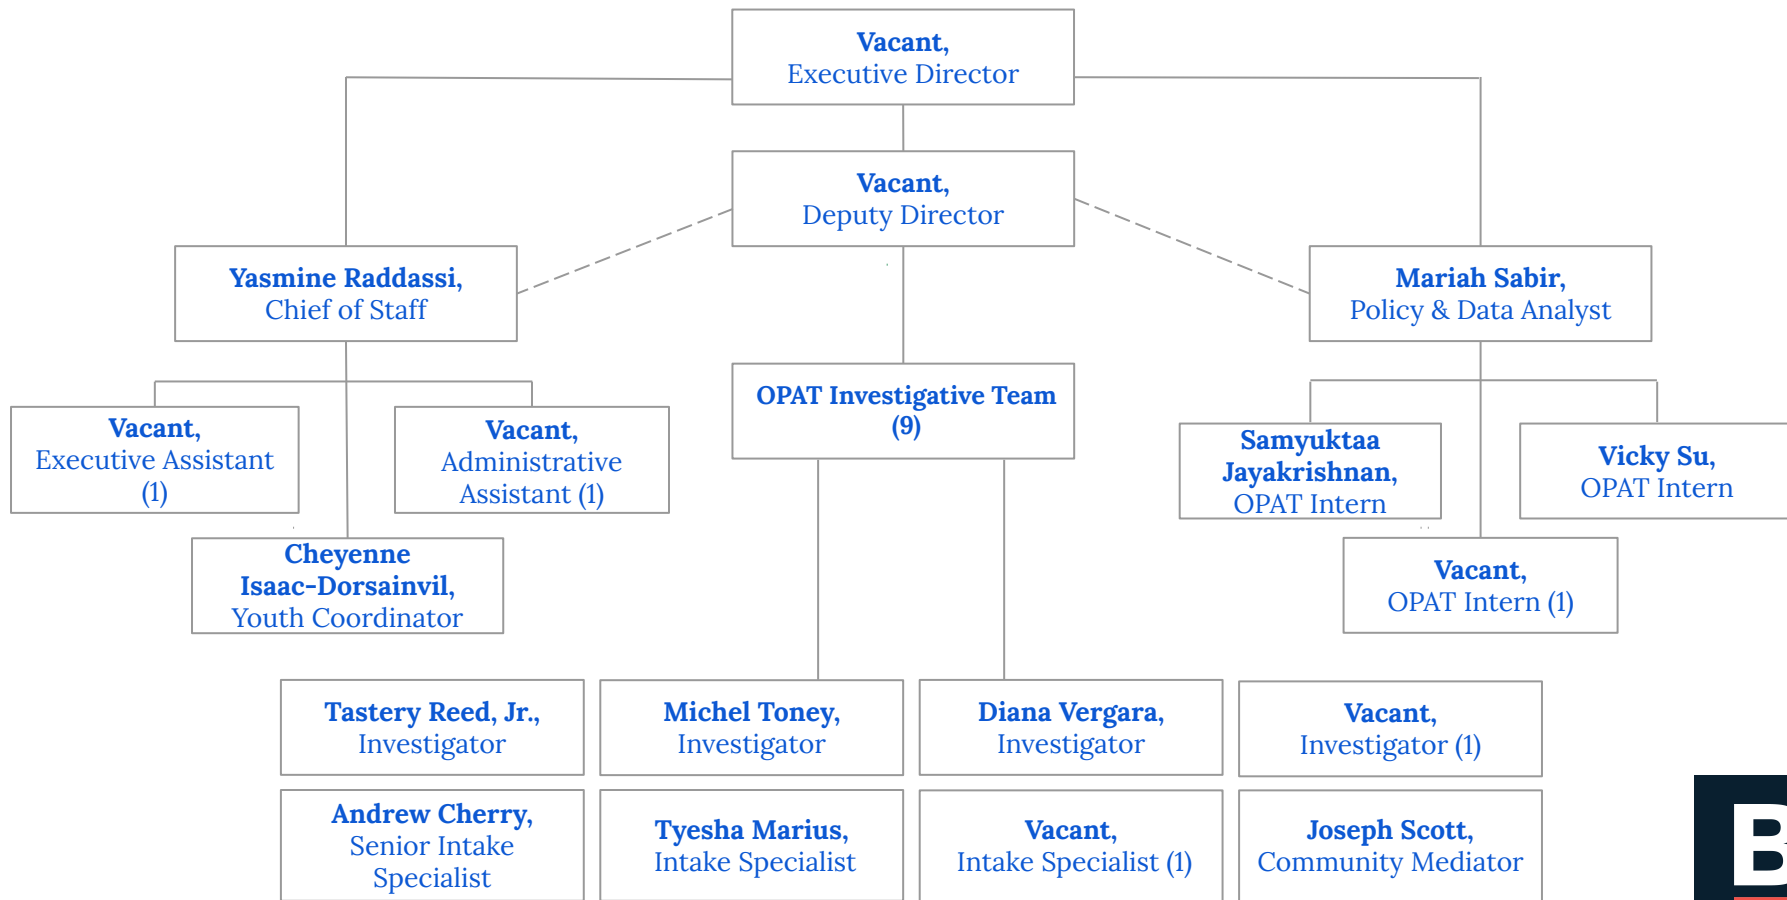 Vacant,
Executive Director
Vacant,
Deputy Director
Yasmine Raddassi,
Chief of Staff
Mariah Sabir,
Policy & Data Analyst
Vacant,
Executive Assistant
(1)
Vacant,
Administrative
Assistant (1)
Cheyenne
Isaac-Dorsainvil,
Youth Coordinator
OPAT Investigative Team
(9)
Samyuktaa
Jayakrishnan,
OPAT Intern
Vicky Su,
OPAT Intern
Vacant,
OPAT Intern (1)
Tastery Reed, Jr.,
Investigator
Michel Toney,
Investigator
Diana Vergara,
Investigator
Vacant,
Investigator (1)
Andrew Cherry,
Senior Intake
Specialist
Tyesha Marius,
Intake Specialist
Vacant,
Intake Specialist (1)
Joseph Scott,
Community Mediator
B